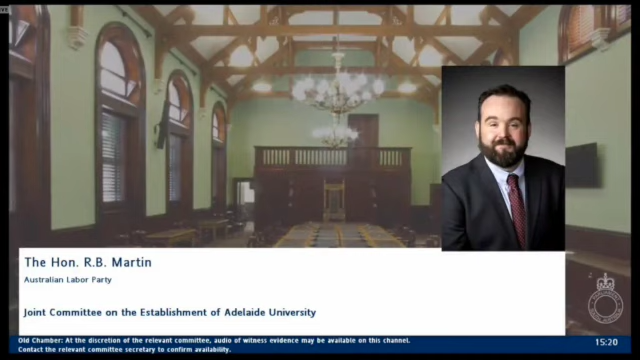 The Hon. R.B. Martin
Australian Labor Party
Joint Committee on the Establishment of Adelaide University
Old Chamber: At the discretion of the relevant committee, audio of witness evidence may be available on this channel.
Contact the relevant committee secretary to confirm availability.
15:20